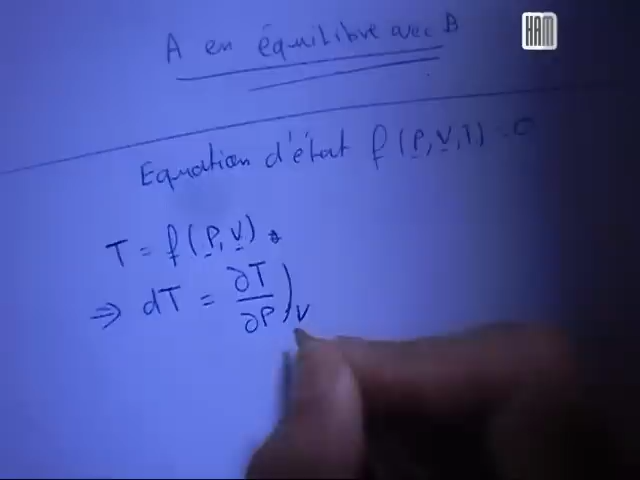 HAM
A en équilibre avec B
Equation d'état f(P,V,T) = 0
T = f(P,V)
⇒ dT = ∂T/∂P)V